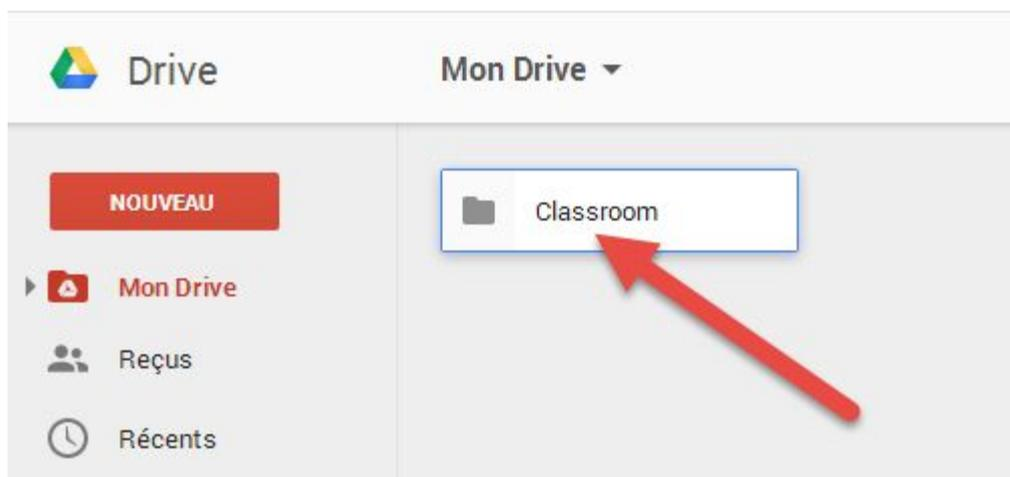 Drive
Mon Drive
NOUVEAU
Classroom
Mon Drive
Reçus
Récents